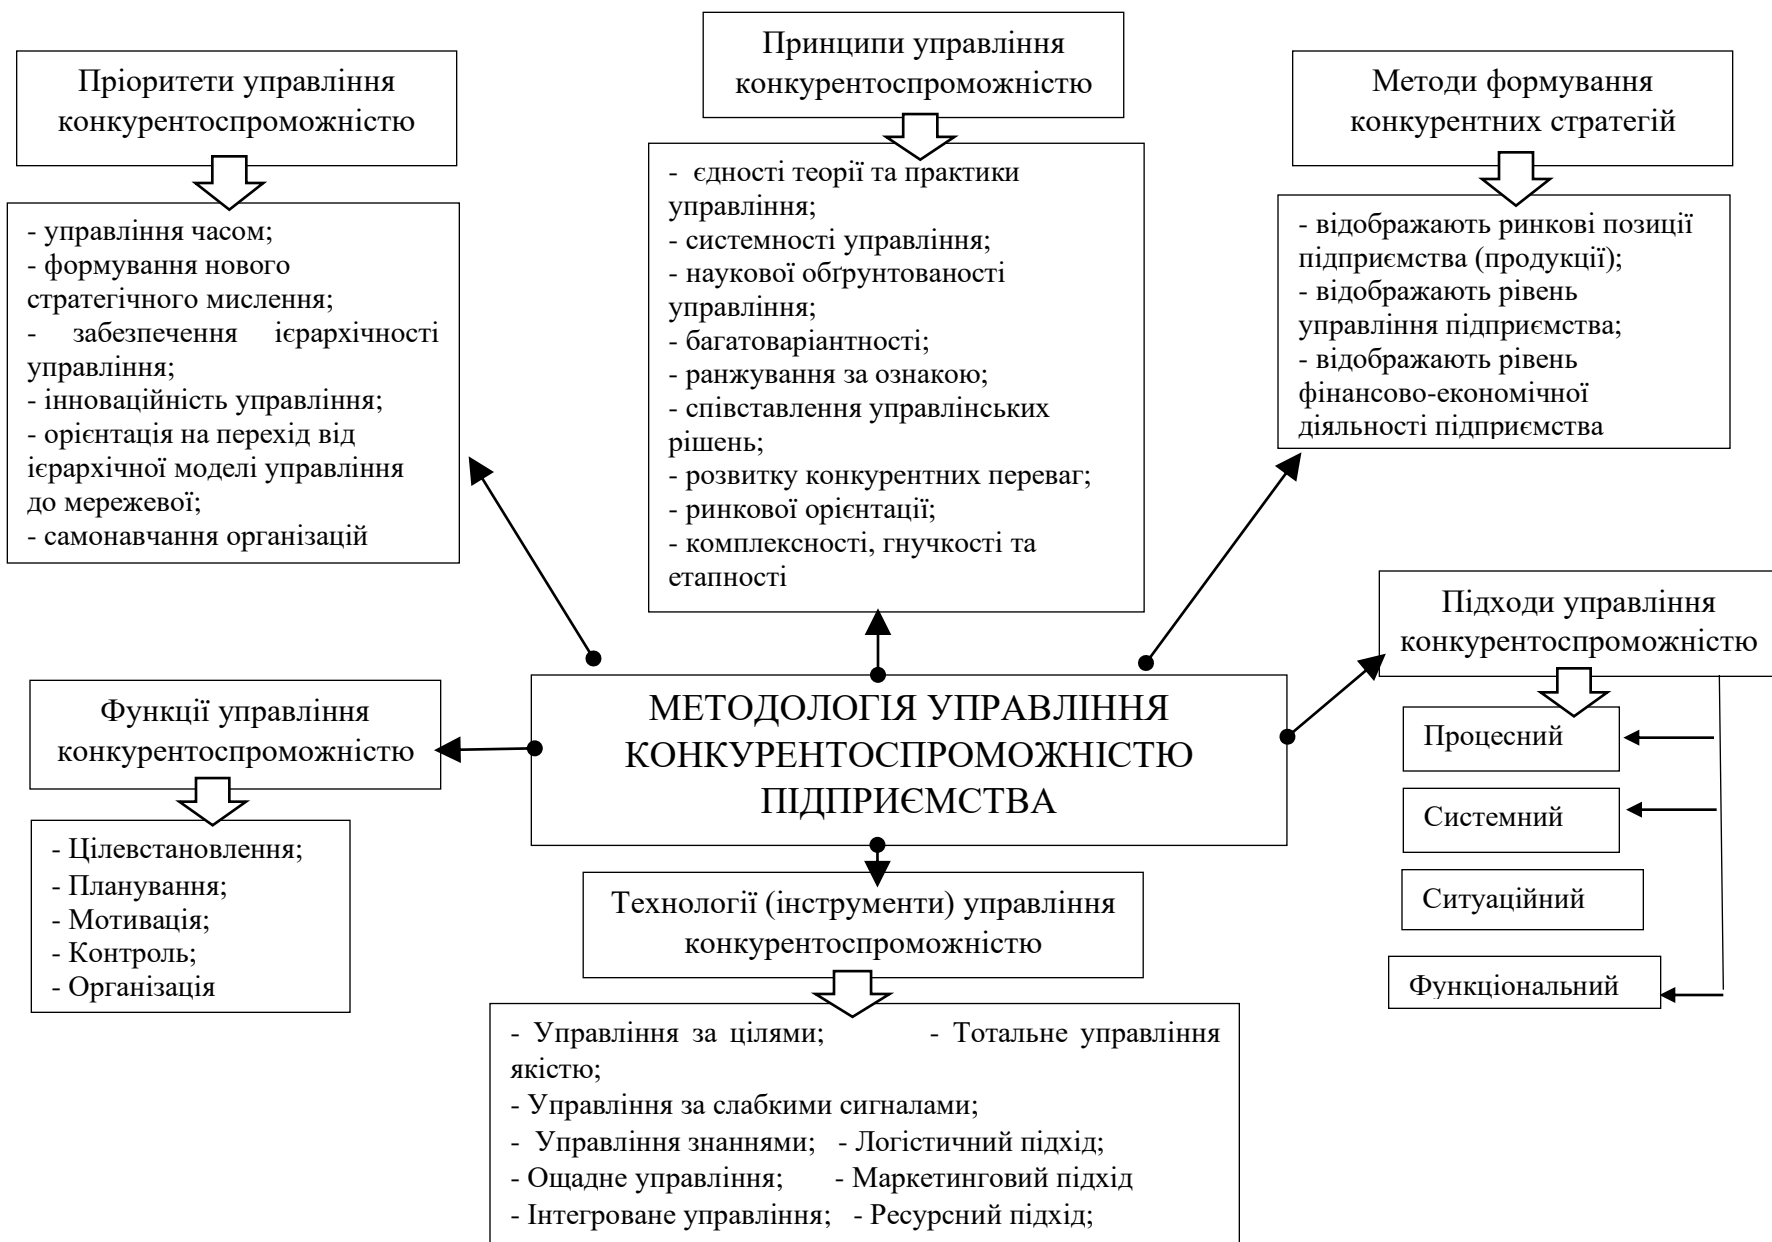 Пріоритети управління
конкурентоспроможністю
- управління часом;
- формування нового
стратегічного мислення;
- забезпечення ієрархічності
управління;
- інноваційність управління;
- орієнтація на перехід від
ієрархічної моделі управління
до мережевої;
- самонавчання організацій
Принципи управління
конкурентоспроможністю
- єдності теорії та практики
управління;
- системності управління;
- наукової обґрунтованості
управління;
- багатоваріантності;
- ранжування за ознакою;
- співставлення управлінських
рішень;
- розвитку конкурентних переваг;
- ринкової орієнтації;
- комплексності, гнучкості та
етапності
Методи формування
конкурентних стратегій
- відображають ринкові позиції
підприємства (продукції);
- відображають рівень
управління підприємства;
- відображають рівень
фінансово-економічної
діяльності підприємства
Функції управління
конкурентоспроможністю
- Цілевстановлення;
- Планування;
- Мотивація;
- Контроль;
- Організація
МЕТОДОЛОГІЯ УПРАВЛІННЯ
КОНКУРЕНТОСПРОМОЖНІСТЮ
ПІДПРИЄМСТВА
Підходи управління
конкурентоспроможністю
Процесний
Системний
Ситуаційний
Функціональний
Технології (інструменти) управління
конкурентоспроможністю
- Управління за цілями; - Тотальне управління
якістю;
- Управління за слабкими сигналами;
- Управління знаннями; - Логістичний підхід;
- Ощадне управління; - Маркетинговий підхід
- Інтегроване управління; - Ресурсний підхід;